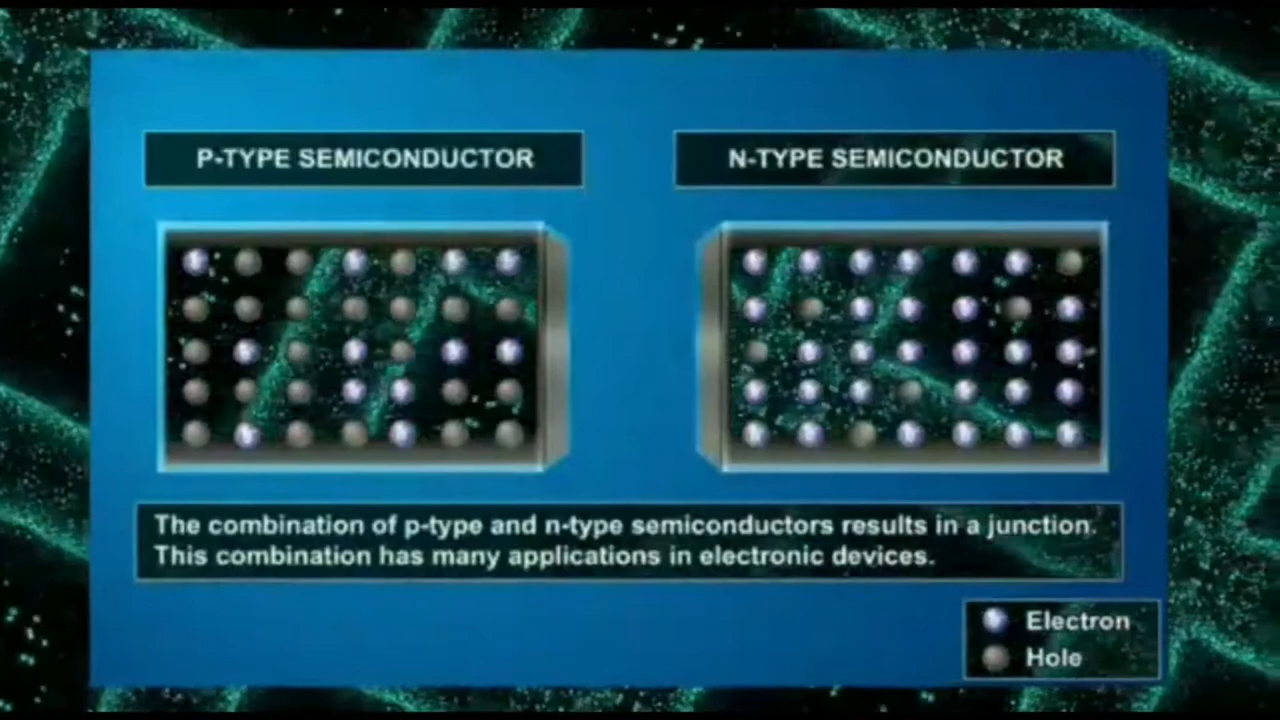 P-TYPE SEMICONDUCTOR
N-TYPE SEMICONDUCTOR
The combination of p-type and n-type semiconductors results in a junction.
This combination has many applications in electronic devices.
Electron
Hole